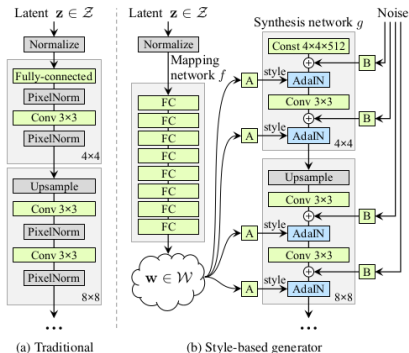 Latent z ∈ Z
Normalize
Fully-connected
PixelNorm
Conv 3×3
PixelNorm
4×4
Upsample
Conv 3×3
PixelNorm
Conv 3×3
PixelNorm
8×8
...
(a) Traditional
Latent z ∈ Z
Normalize
Mapping
network f
FC
FC
FC
FC
FC
FC
FC
FC
w ∈ W
Synthesis network g
Noise
Const 4×4×512
B
A
style
AdaIN
Conv 3×3
B
A
style
AdaIN
4×4
Upsample
Conv 3×3
B
A
style
AdaIN
Conv 3×3
B
A
style
AdaIN
8×8
...
(b) Style-based generator